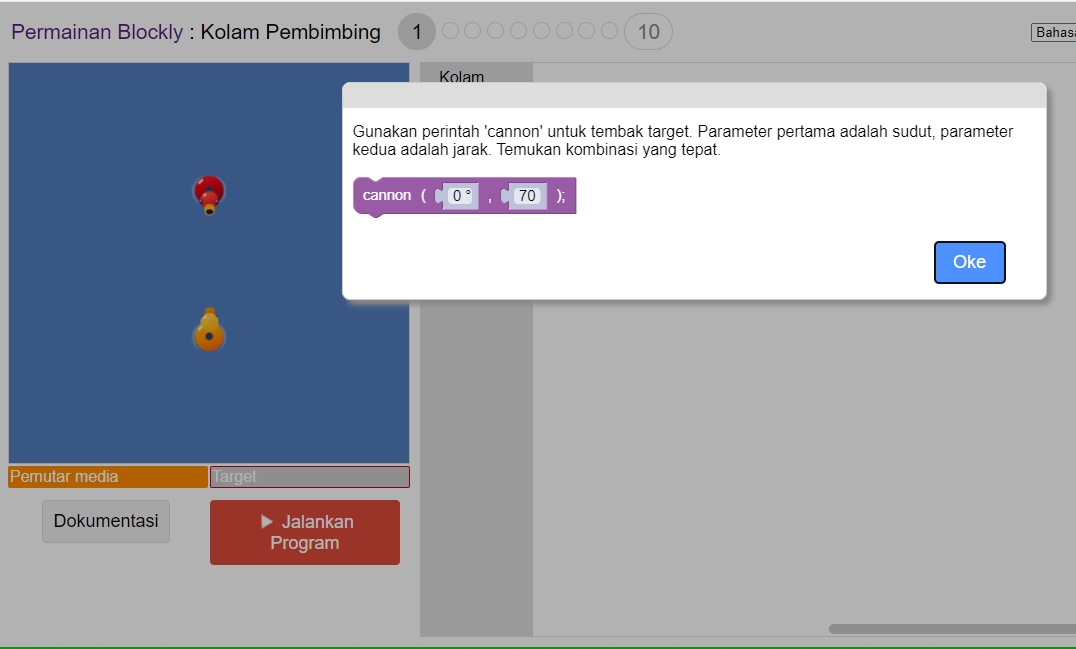 Permainan Blockly : Kolam Pembimbing 1 10
Kolam
Gunakan perintah 'cannon' untuk tembak target. Parameter pertama adalah sudut, parameter
kedua adalah jarak. Temukan kombinasi yang tepat.
cannon ( 0° , 70 );
Oke
Pemutar media
Target
Dokumentasi
Jalankan
Program